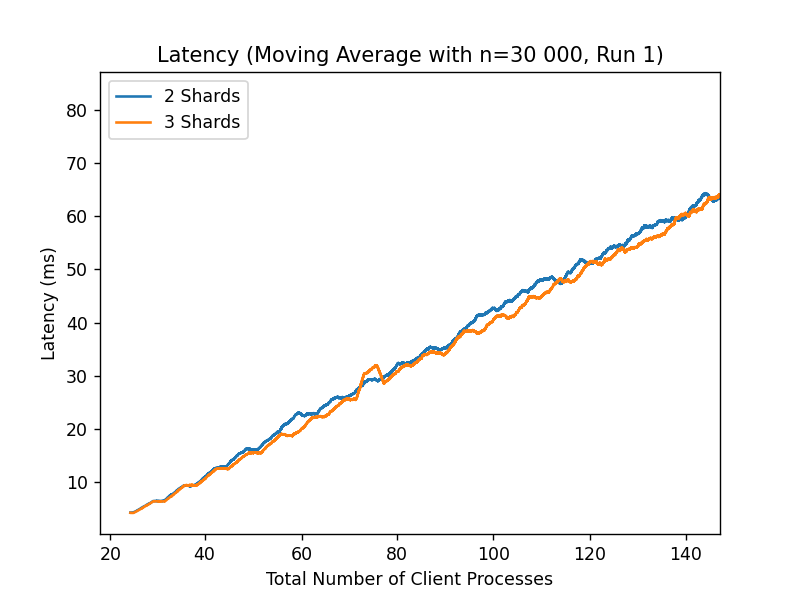 Latency (Moving Average with n=30 000, Run 1)
2 Shards
3 Shards
80
70
60
50
40
30
20
10
Latency (ms)
20 40 60 80 100 120 140
Total Number of Client Processes